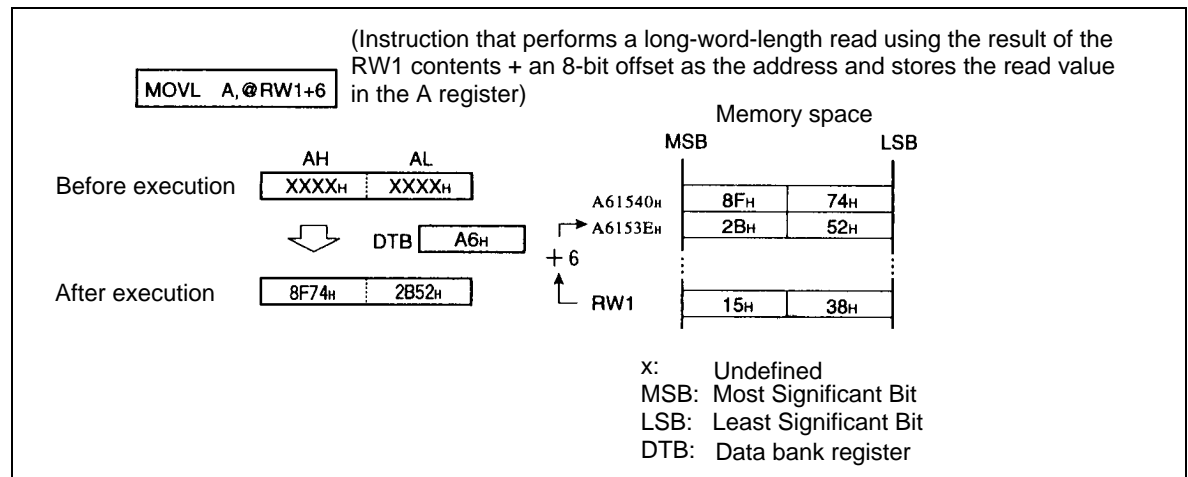 (Instruction that performs a long-word-length read using the result of the
RW1 contents + an 8-bit offset as the address and stores the read value
in the A register)
MOVL A,@RW1+6
Memory space
MSB LSB
AH AL
Before execution XXXXH XXXXH
A61540H 8FH 74H
A6153EH 2BH 52H
DTB A6H
+ 6
After execution 8F74H 2B52H
RW1 15H 38H
x: Undefined
MSB: Most Significant Bit
LSB: Least Significant Bit
DTB: Data bank register